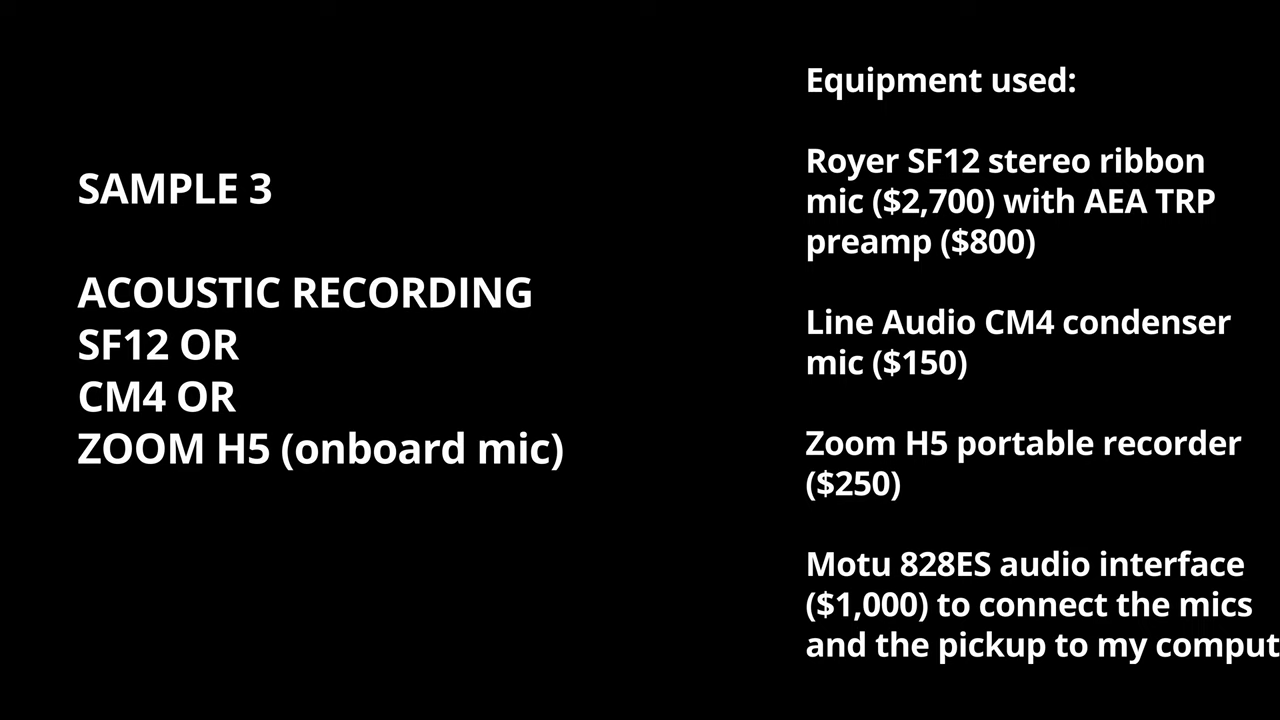 SAMPLE 3
ACOUSTIC RECORDING
SF12 OR
CM4 OR
ZOOM H5 (onboard mic)
Equipment used:
Royer SF12 stereo ribbon
mic ($2,700) with AEA TRP
preamp ($800)
Line Audio CM4 condenser
mic ($150)
Zoom H5 portable recorder
($250)
Motu 828ES audio interface
($1,000) to connect the mics
and the pickup to my comput